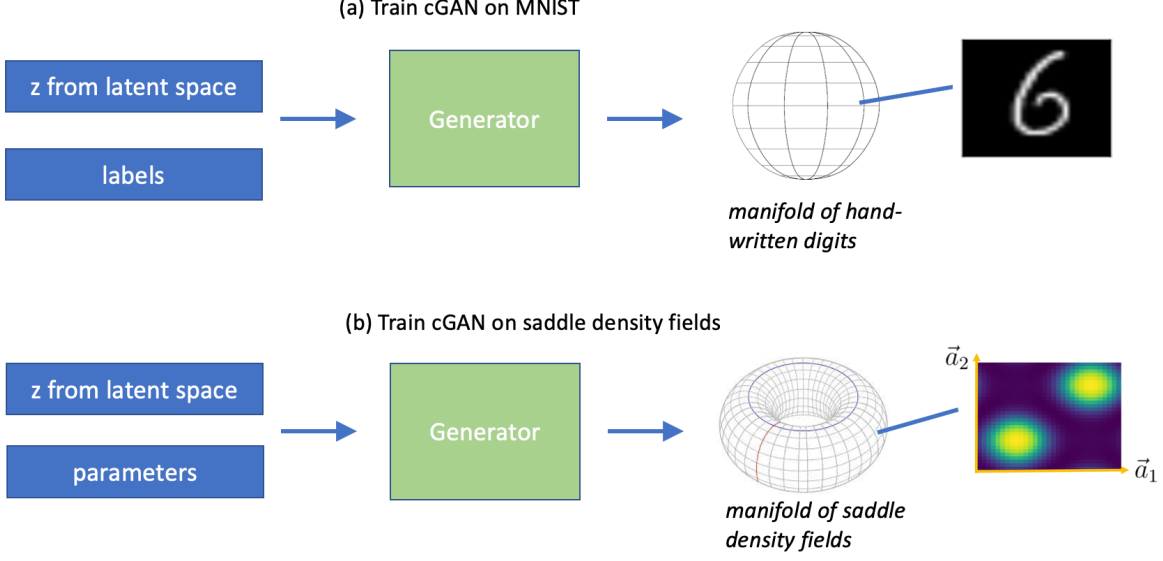 (a) Train cGAN on MNIST
z from latent space
labels
Generator
manifold of hand-
written digits
6
(b) Train cGAN on saddle density fields
z from latent space
parameters
Generator
manifold of saddle
density fields
a⃗₂
a⃗₁